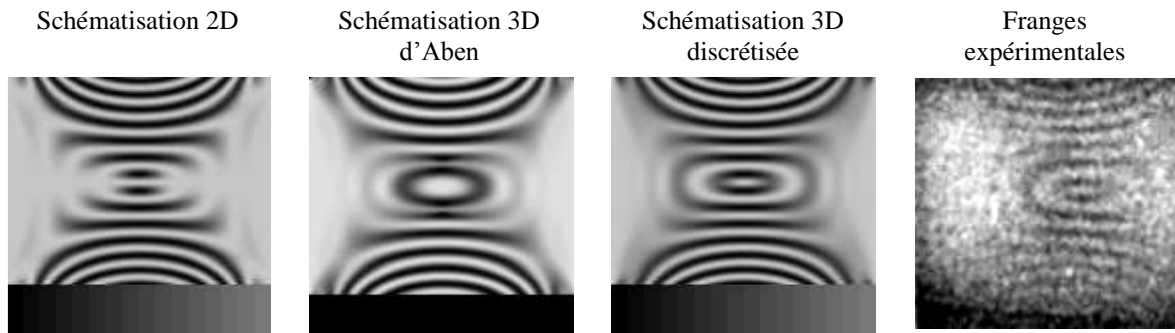 Schématisation 2D
Schématisation 3D
d’Aben
Schématisation 3D
discrétisée
Franges
expérimentales